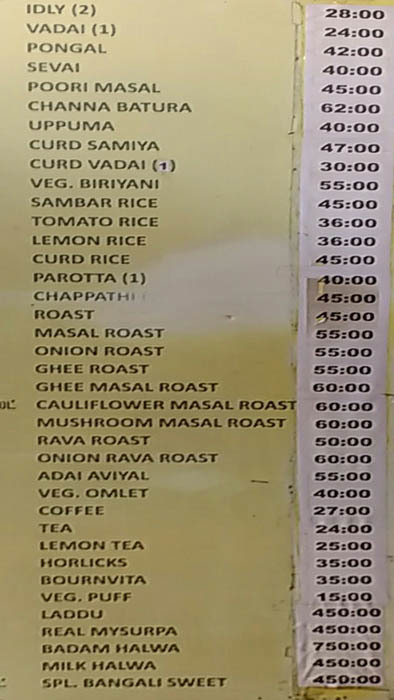 IDLY (2) 28:00
VADAI (1) 24:00
PONGAL 42:00
SEVAI 40:00
POORI MASAL 45:00
CHANNA BATURA 62:00
UPPUMA 40:00
CURD SAMIYA 47:00
CURD VADAI (1) 30:00
VEG. BIRIYANI 55:00
SAMBAR RICE 45:00
TOMATO RICE 36:00
LEMON RICE 36:00
CURD RICE 45:00
PAROTTA (1) 40:00
CHAPPATHI 45:00
ROAST 45:00
MASAL ROAST 55:00
ONION ROAST 55:00
GHEE ROAST 55:00
GHEE MASAL ROAST 60:00
CAULIFLOWER MASAL ROAST 60:00
MUSHROOM MASAL ROAST 60:00
RAVA ROAST 50:00
ONION RAVA ROAST 60:00
ADAI AVIYAL 55:00
VEG. OMLET 40:00
COFFEE 27:00
TEA 24:00
LEMON TEA 25:00
HORLICKS 35:00
BOURNVITA 35:00
VEG. PUFF 15:00
LADDU 450:00
REAL MYSURPA 450:00
BADAM HALWA 750:00
MILK HALWA 450:00
SPL. BANGALI SWEET 450:00